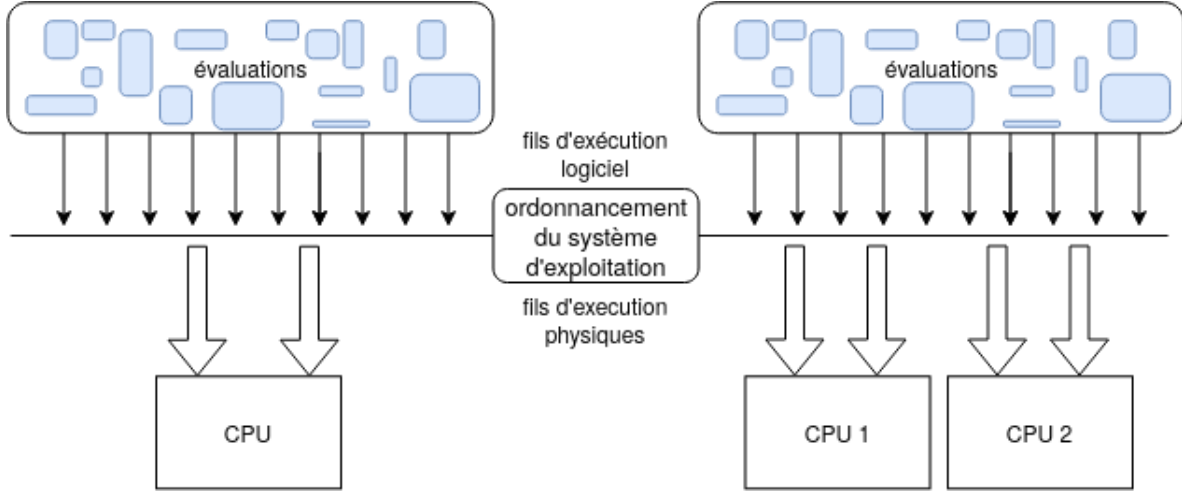 évaluations
évaluations
fils d'exécution
logiciel
ordonnancement
du système
d'exploitation
fils d'execution
physiques
CPU
CPU 1
CPU 2